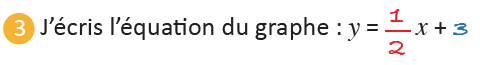 3 J'écris l'équation du graphe : y = 1/2 x + 3